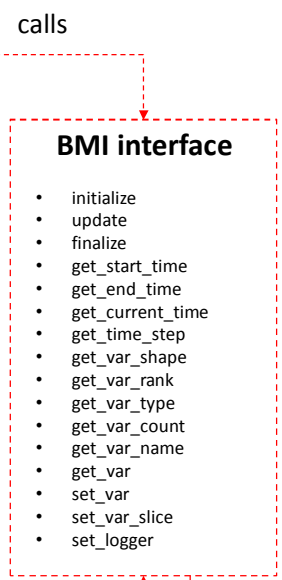 calls
BMI interface
• initialize
• update
• finalize
• get_start_time
• get_end_time
• get_current_time
• get_time_step
• get_var_shape
• get_var_rank
• get_var_type
• get_var_count
• get_var_name
• get_var
• set_var
• set_var_slice
• set_logger